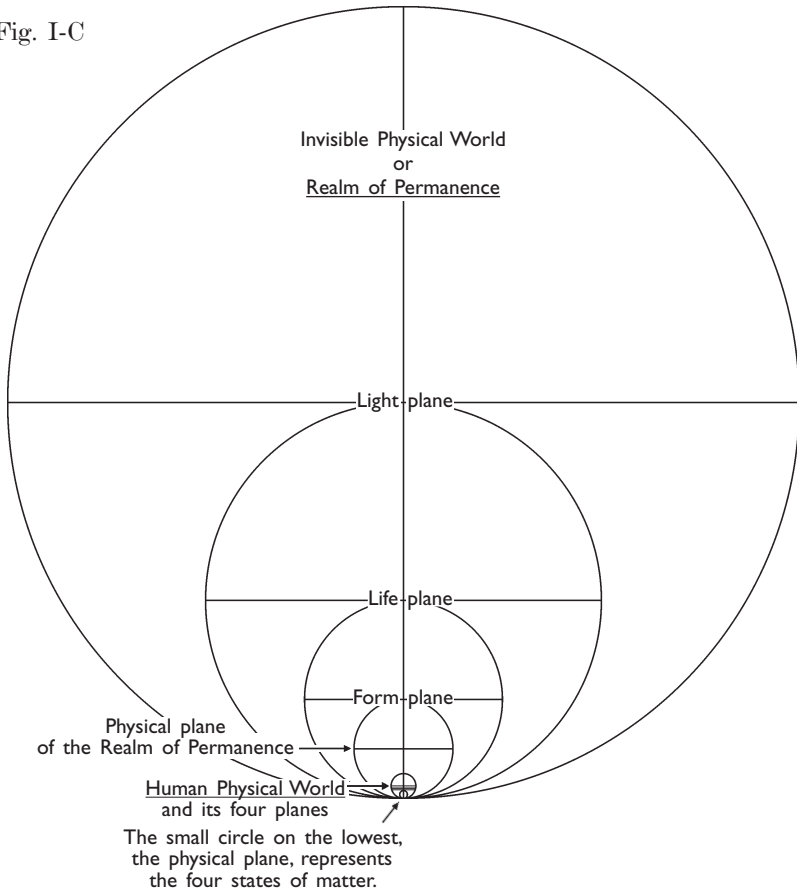 Fig. I-C
Invisible Physical World
or
Realm of Permanence
Light plane
Life plane
Form plane
Physical plane
of the Realm of Permanence
Human Physical World
and its four planes
The small circle on the lowest,
the physical plane, represents
the four states of matter.